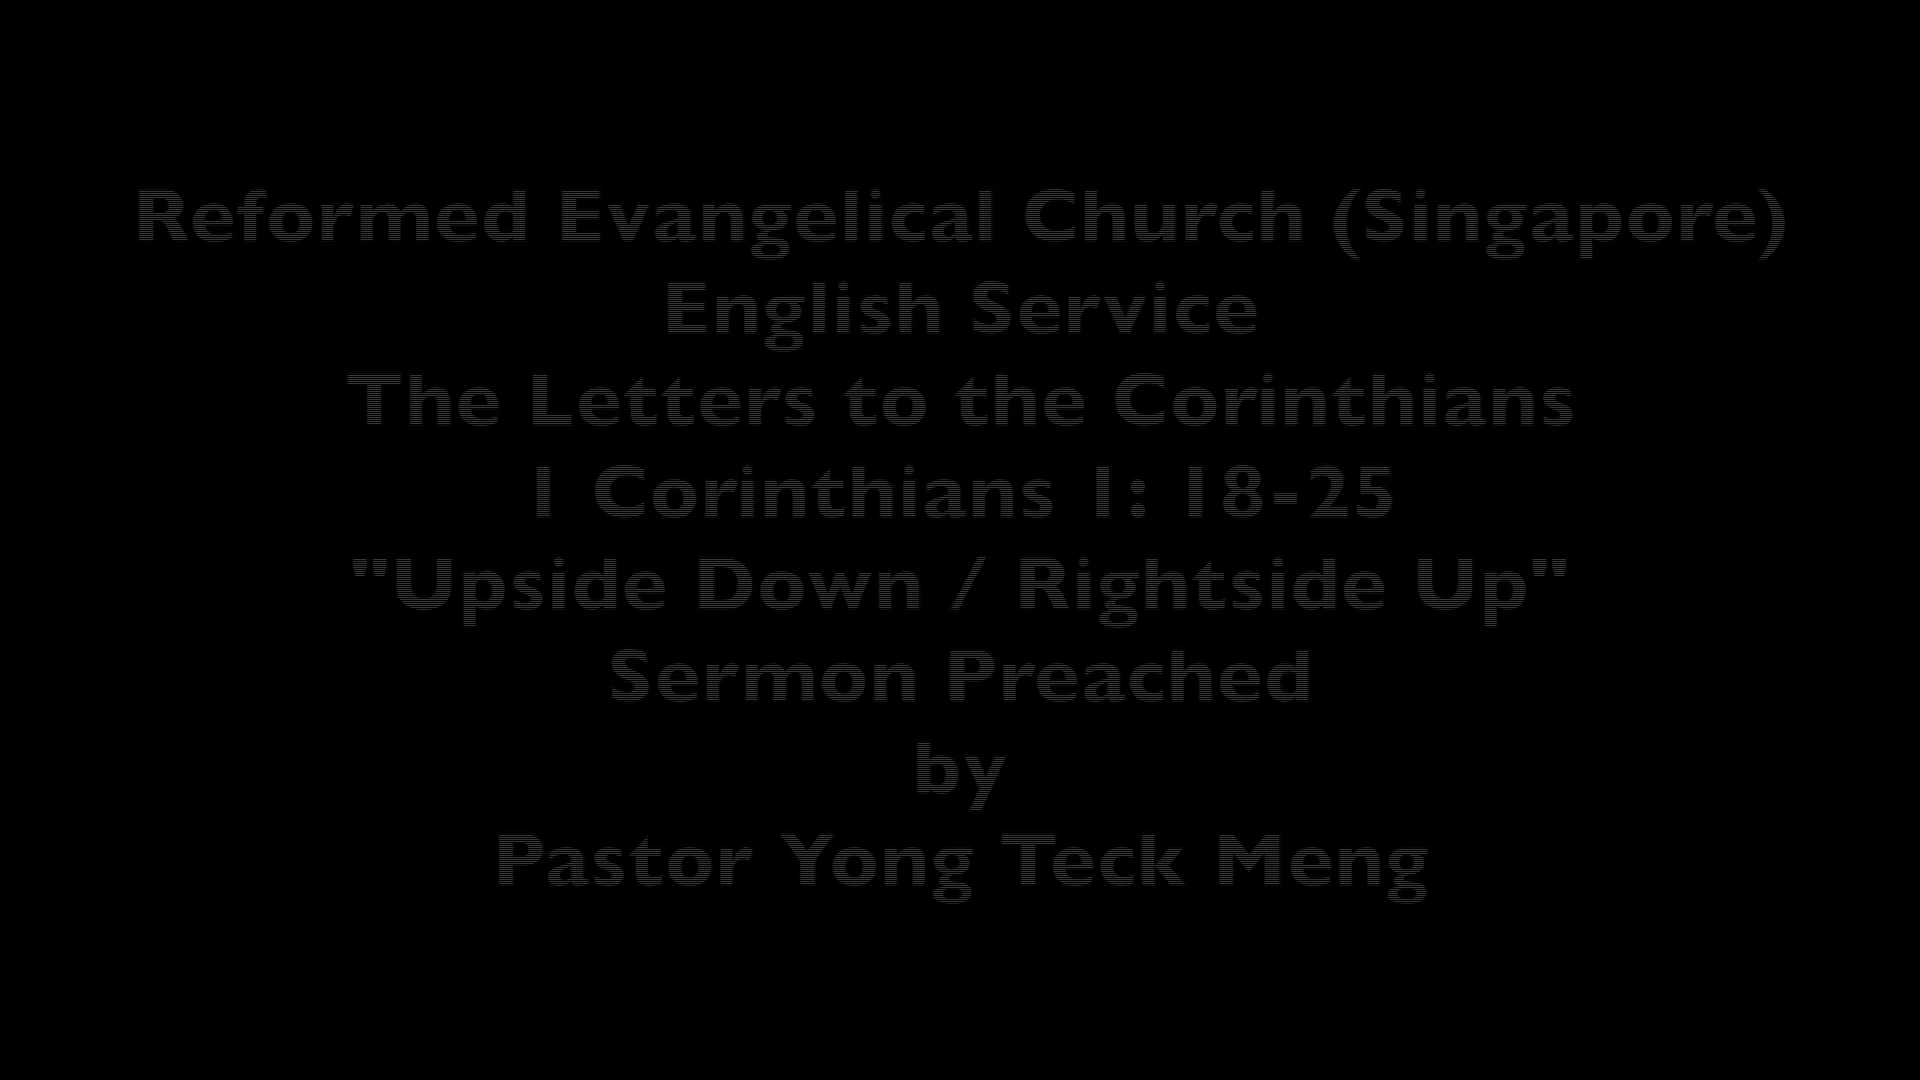 Reformed Evangelical Church (Singapore)
English Service
The Letters to the Corinthians
1 Corinthians 1: 18-25
"Upside Down / Rightside Up"
Sermon Preached
by
Pastor Yong Teck Meng